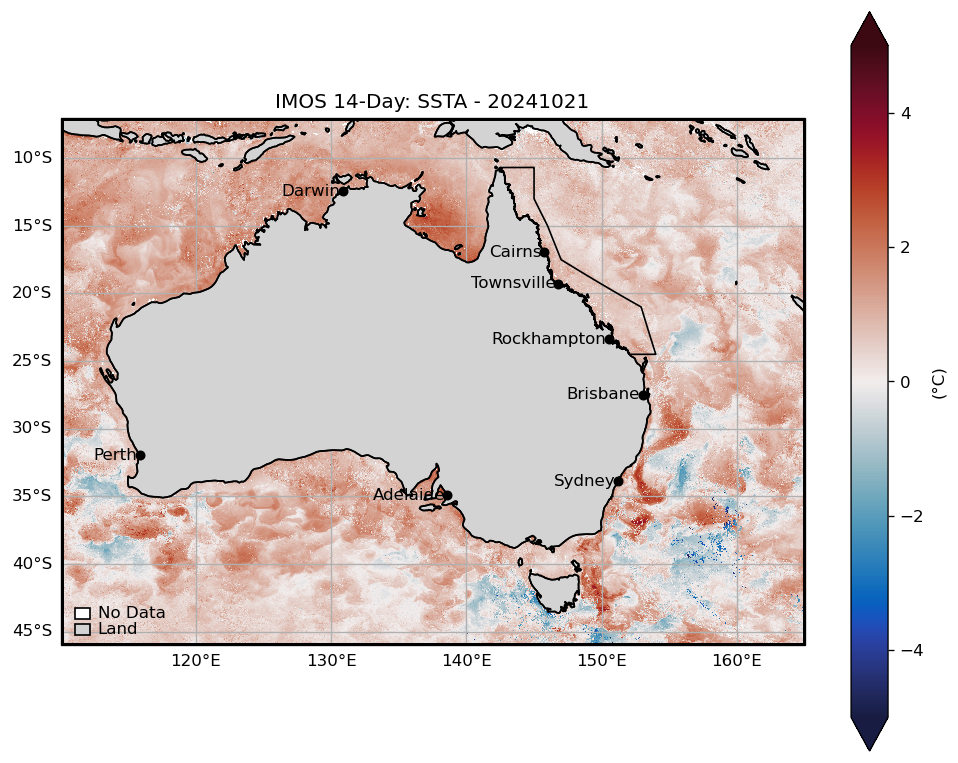 IMOS 14-Day: SSTA - 20241021
10°S
15°S
20°S
25°S
30°S
35°S
40°S
45°S
Darwin
Cairns
Townsville
Rockhampton
Brisbane
Perth
Sydney
Adelaide
No Data
Land
120°E
130°E
140°E
150°E
160°E
4
2
0
−2
−4
(°C)